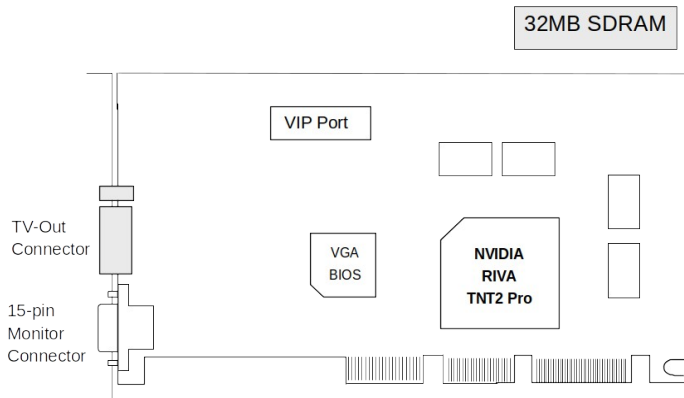 32MB SDRAM
VIP Port
TV-Out
Connector
VGA
BIOS
NVIDIA
RIVA
TNT2 Pro
15-pin
Monitor
Connector